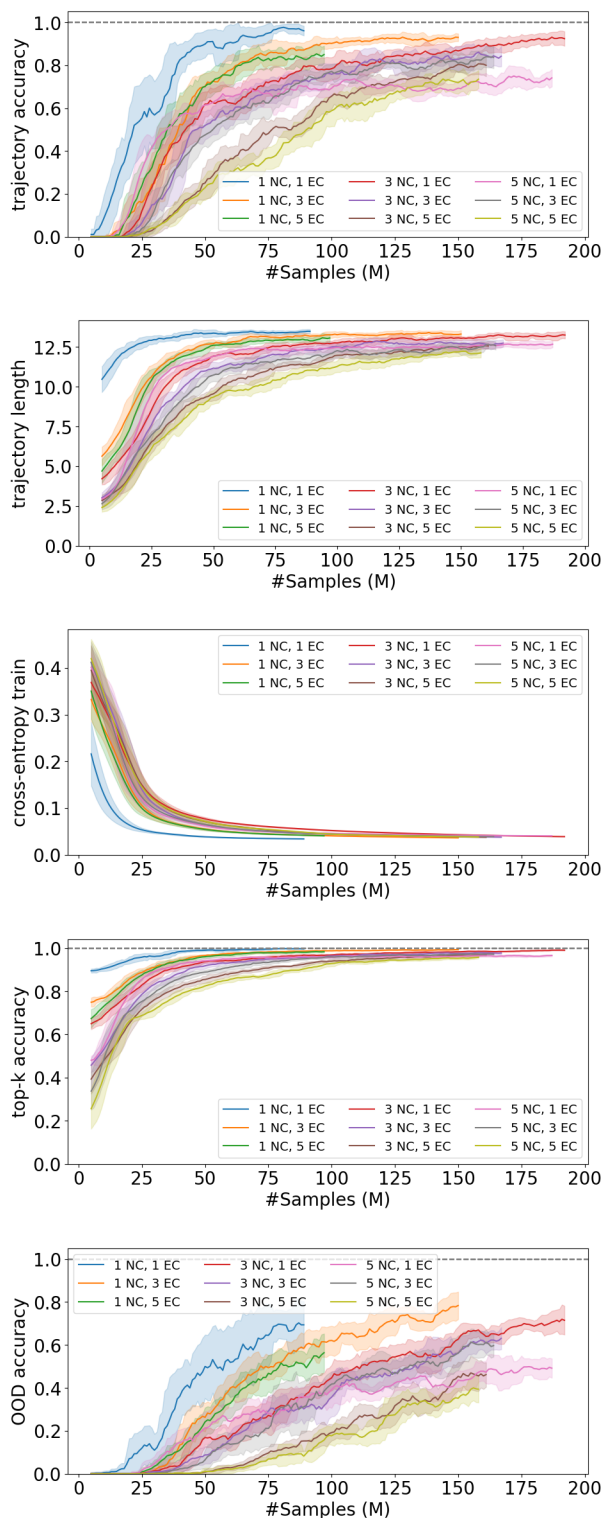 trajectory accuracy
1.0
0.8
0.6
0.4
0.2
0.0
1 NC, 1 EC 3 NC, 1 EC 5 NC, 1 EC
1 NC, 3 EC 3 NC, 3 EC 5 NC, 3 EC
1 NC, 5 EC 3 NC, 5 EC 5 NC, 5 EC
0 25 50 75 100 125 150 175 200
#Samples (M)
trajectory length
12.5
10.0
7.5
5.0
2.5
0.0
1 NC, 1 EC 3 NC, 1 EC 5 NC, 1 EC
1 NC, 3 EC 3 NC, 3 EC 5 NC, 3 EC
1 NC, 5 EC 3 NC, 5 EC 5 NC, 5 EC
0 25 50 75 100 125 150 175 200
#Samples (M)
cross-entropy train
0.4
0.3
0.2
0.1
0.0
1 NC, 1 EC 3 NC, 1 EC 5 NC, 1 EC
1 NC, 3 EC 3 NC, 3 EC 5 NC, 3 EC
1 NC, 5 EC 3 NC, 5 EC 5 NC, 5 EC
0 25 50 75 100 125 150 175 200
#Samples (M)
top-k accuracy
1.0
0.8
0.6
0.4
0.2
0.0
1 NC, 1 EC 3 NC, 1 EC 5 NC, 1 EC
1 NC, 3 EC 3 NC, 3 EC 5 NC, 3 EC
1 NC, 5 EC 3 NC, 5 EC 5 NC, 5 EC
0 25 50 75 100 125 150 175 200
#Samples (M)
OOD accuracy
1.0
0.8
0.6
0.4
0.2
0.0
1 NC, 1 EC 3 NC, 1 EC 5 NC, 1 EC
1 NC, 3 EC 3 NC, 3 EC 5 NC, 3 EC
1 NC, 5 EC 3 NC, 5 EC 5 NC, 5 EC
0 25 50 75 100 125 150 175 200
#Samples (M)